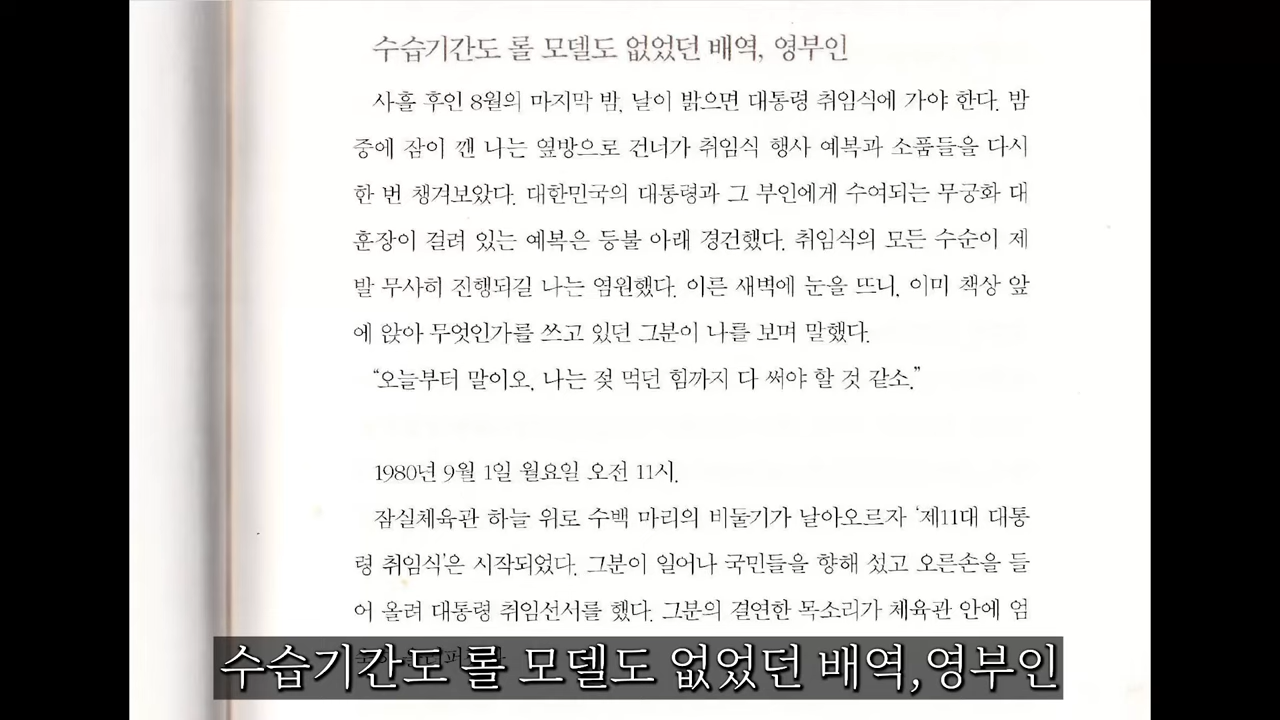 수습기간도 롤 모델도 없었던 배역, 영부인
사흘 후인 8월의 마지막 밤, 날이 밝으면 대통령 취임식에 가야 한다. 밤
중에 잠이 깬 나는 옆방으로 건너가 취임식 행사 예복과 소품들을 다시
한 번 챙겨보았다. 대한민국의 대통령과 그 부인에게 수여되는 무궁화 대
훈장이 걸려 있는 예복은 등불 아래 경건했다. 취임식의 모든 수순이 제
발 무사히 진행되길 나는 염원했다. 이른 새벽에 눈을 뜨니, 이미 책상 앞
에 앉아 무엇인가를 쓰고 있던 그분이 나를 보며 말했다.
“오늘부터 말이오. 나는 젖 먹던 힘까지 다 써야 할 것 같소.”
1980년 9월 1일 월요일 오전 11시.
잠실체육관 하늘 위로 수백 마리의 비둘기가 날아오르자 ‘제11대 대통
령 취임식’은 시작되었다. 그분이 일어나 국민들을 향해 섰고 오른손을 들
어 올려 대통령 취임선서를 했다. 그분의 결연한 목소리가 체육관 안에 엄
수습기간도 롤 모델도 없었던 배역, 영부인